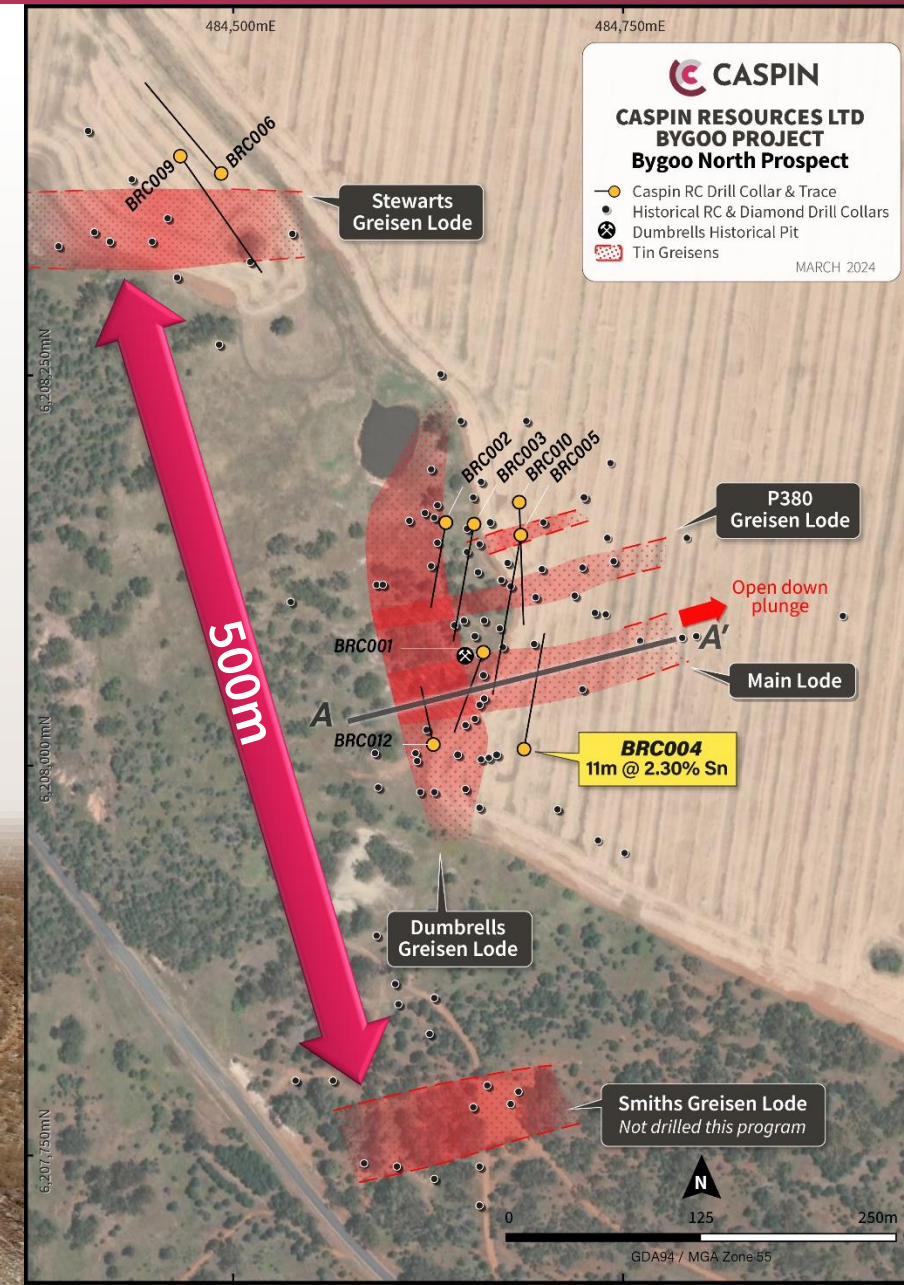 484,500mE
484,750mE
CASPIN
CASPIN RESOURCES LTD
BYGOO PROJECT
Bygoo North Prospect
Caspin RC Drill Collar & Trace
Historical RC & Diamond Drill Collars
Dumbrells Historical Pit
Tin Greisens
MARCH 2024
BRC009
BRC006
Stewarts
Greisen Lode
6,208,250mN
BRC002
BRC003
BRC010
BRC005
P380
Greisen Lode
Open down
plunge
500m
BRC001
A
A'
Main Lode
BRC012
BRC004
11m @ 2.30% Sn
6,208,000mN
Dumbrells
Greisen Lode
Smiths Greisen Lode
Not drilled this program
6,207,750mN
N
0
125
250m
GDA94 / MGA Zone 55